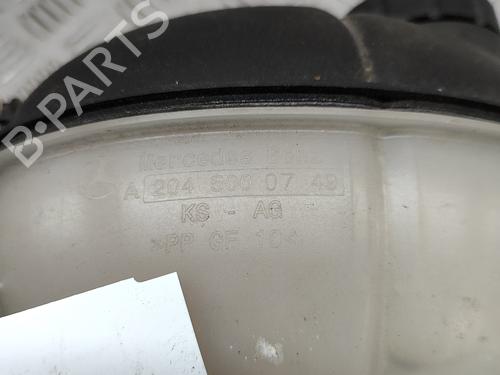 B-PARTS
Mercedes Benz
A 204 500 07 49
KS - AG
>PP GF 10<